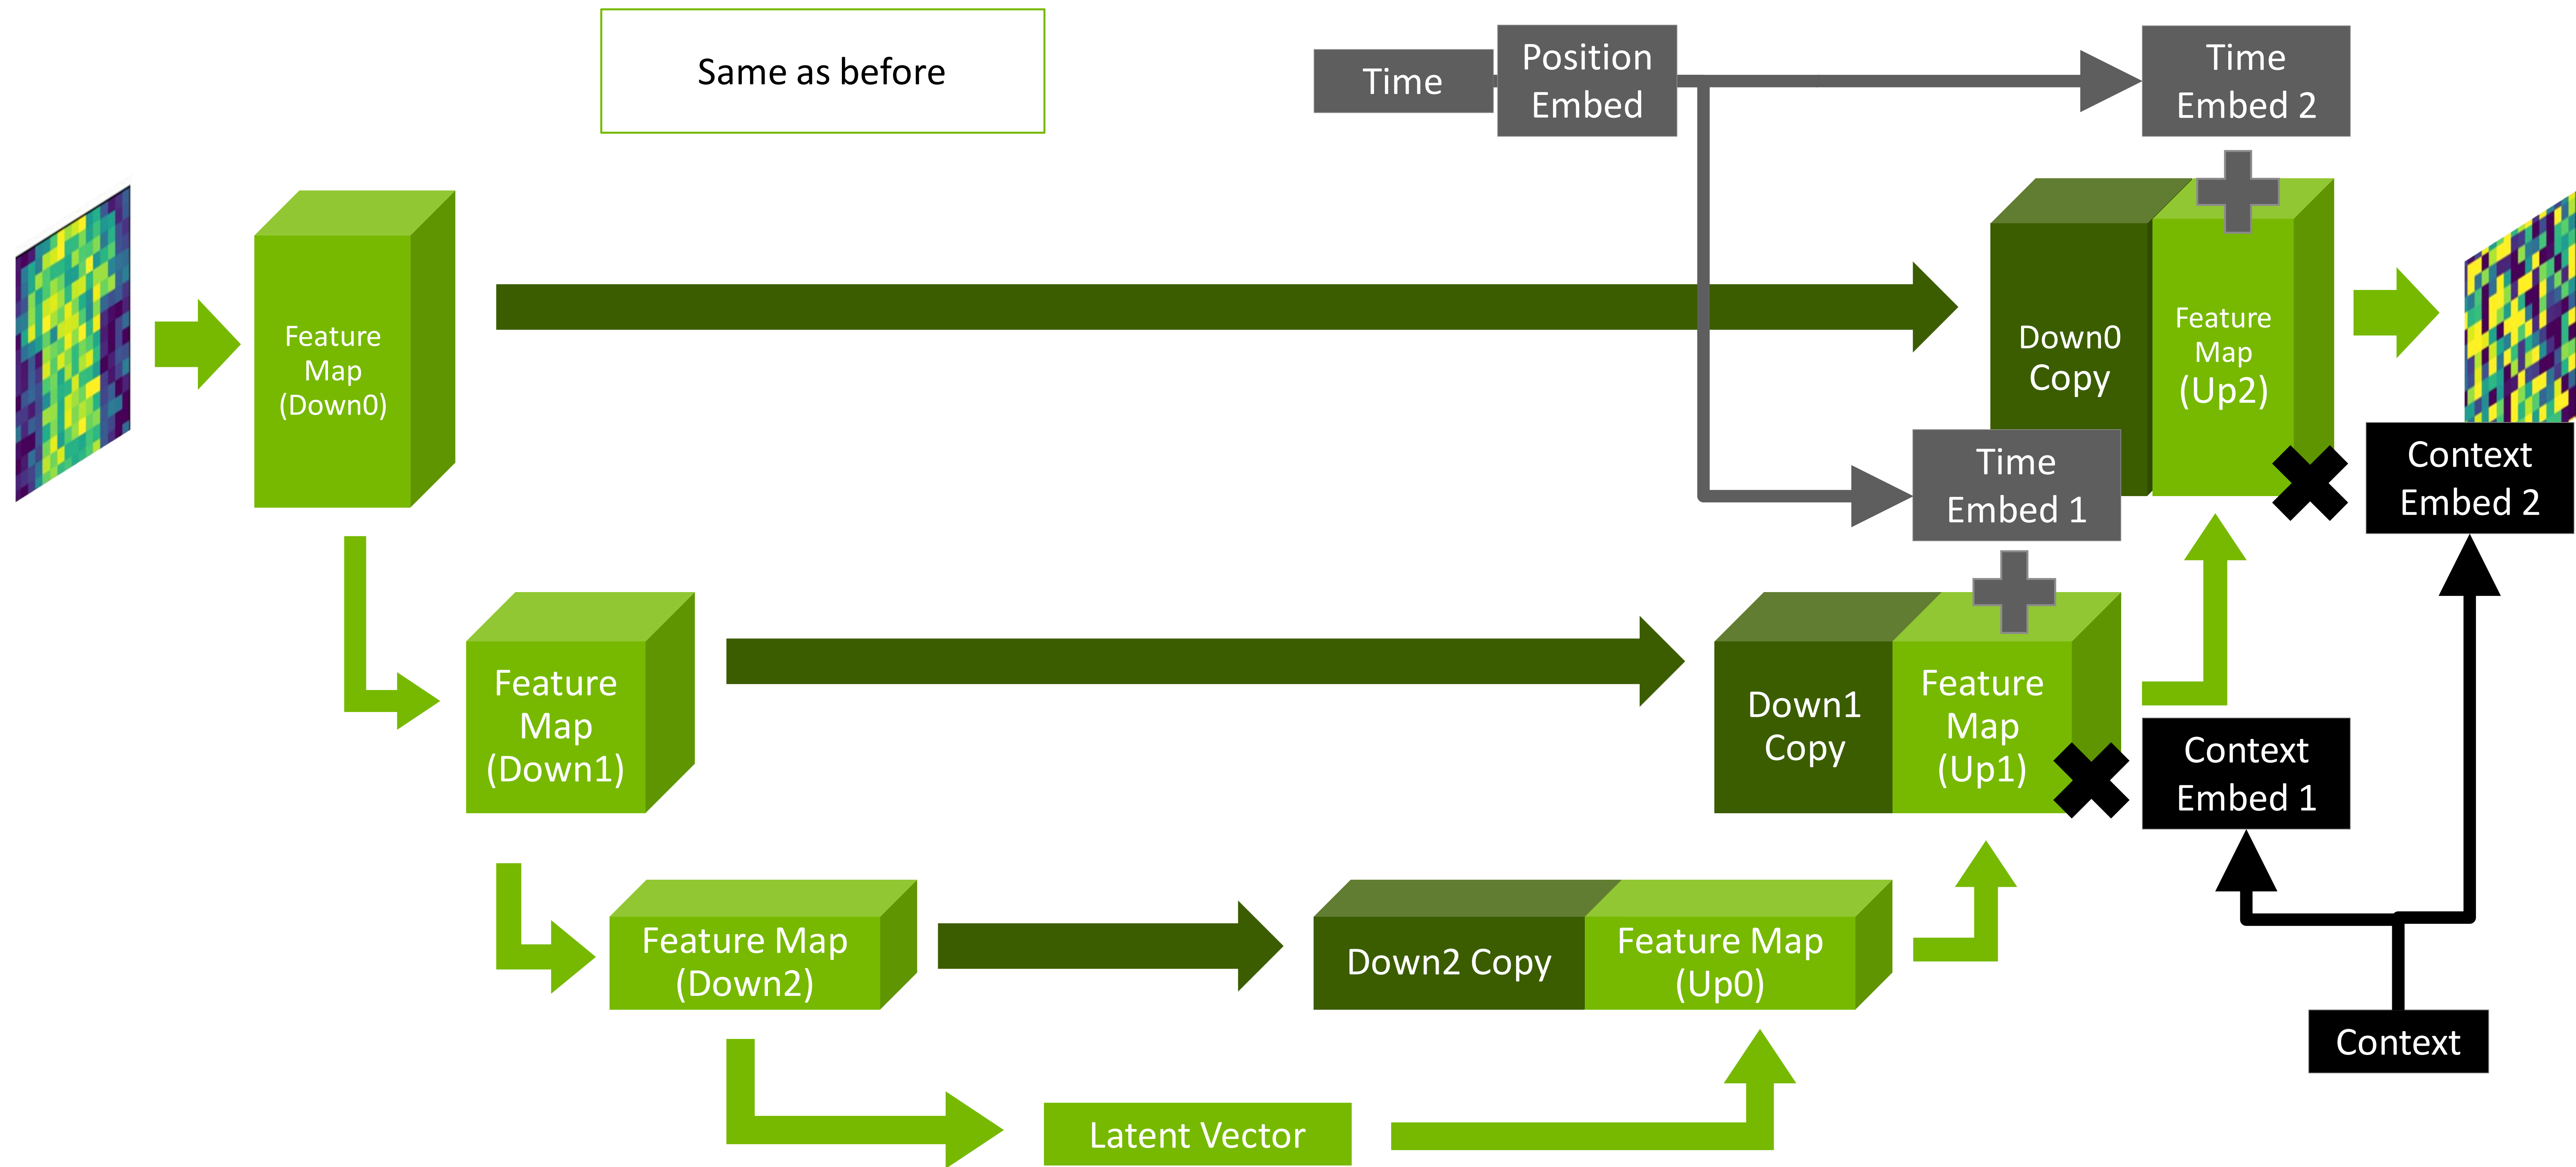 Same as before
Time
Position
Embed
Time
Embed 2
Feature
Map
(Down0)
Down0
Copy
Feature
Map
(Up2)
Time
Embed 1
Context
Embed 2
Feature
Map
(Down1)
Down1
Copy
Feature
Map
(Up1)
Context
Embed 1
Feature Map
(Down2)
Down2 Copy
Feature Map
(Up0)
Context
Latent Vector